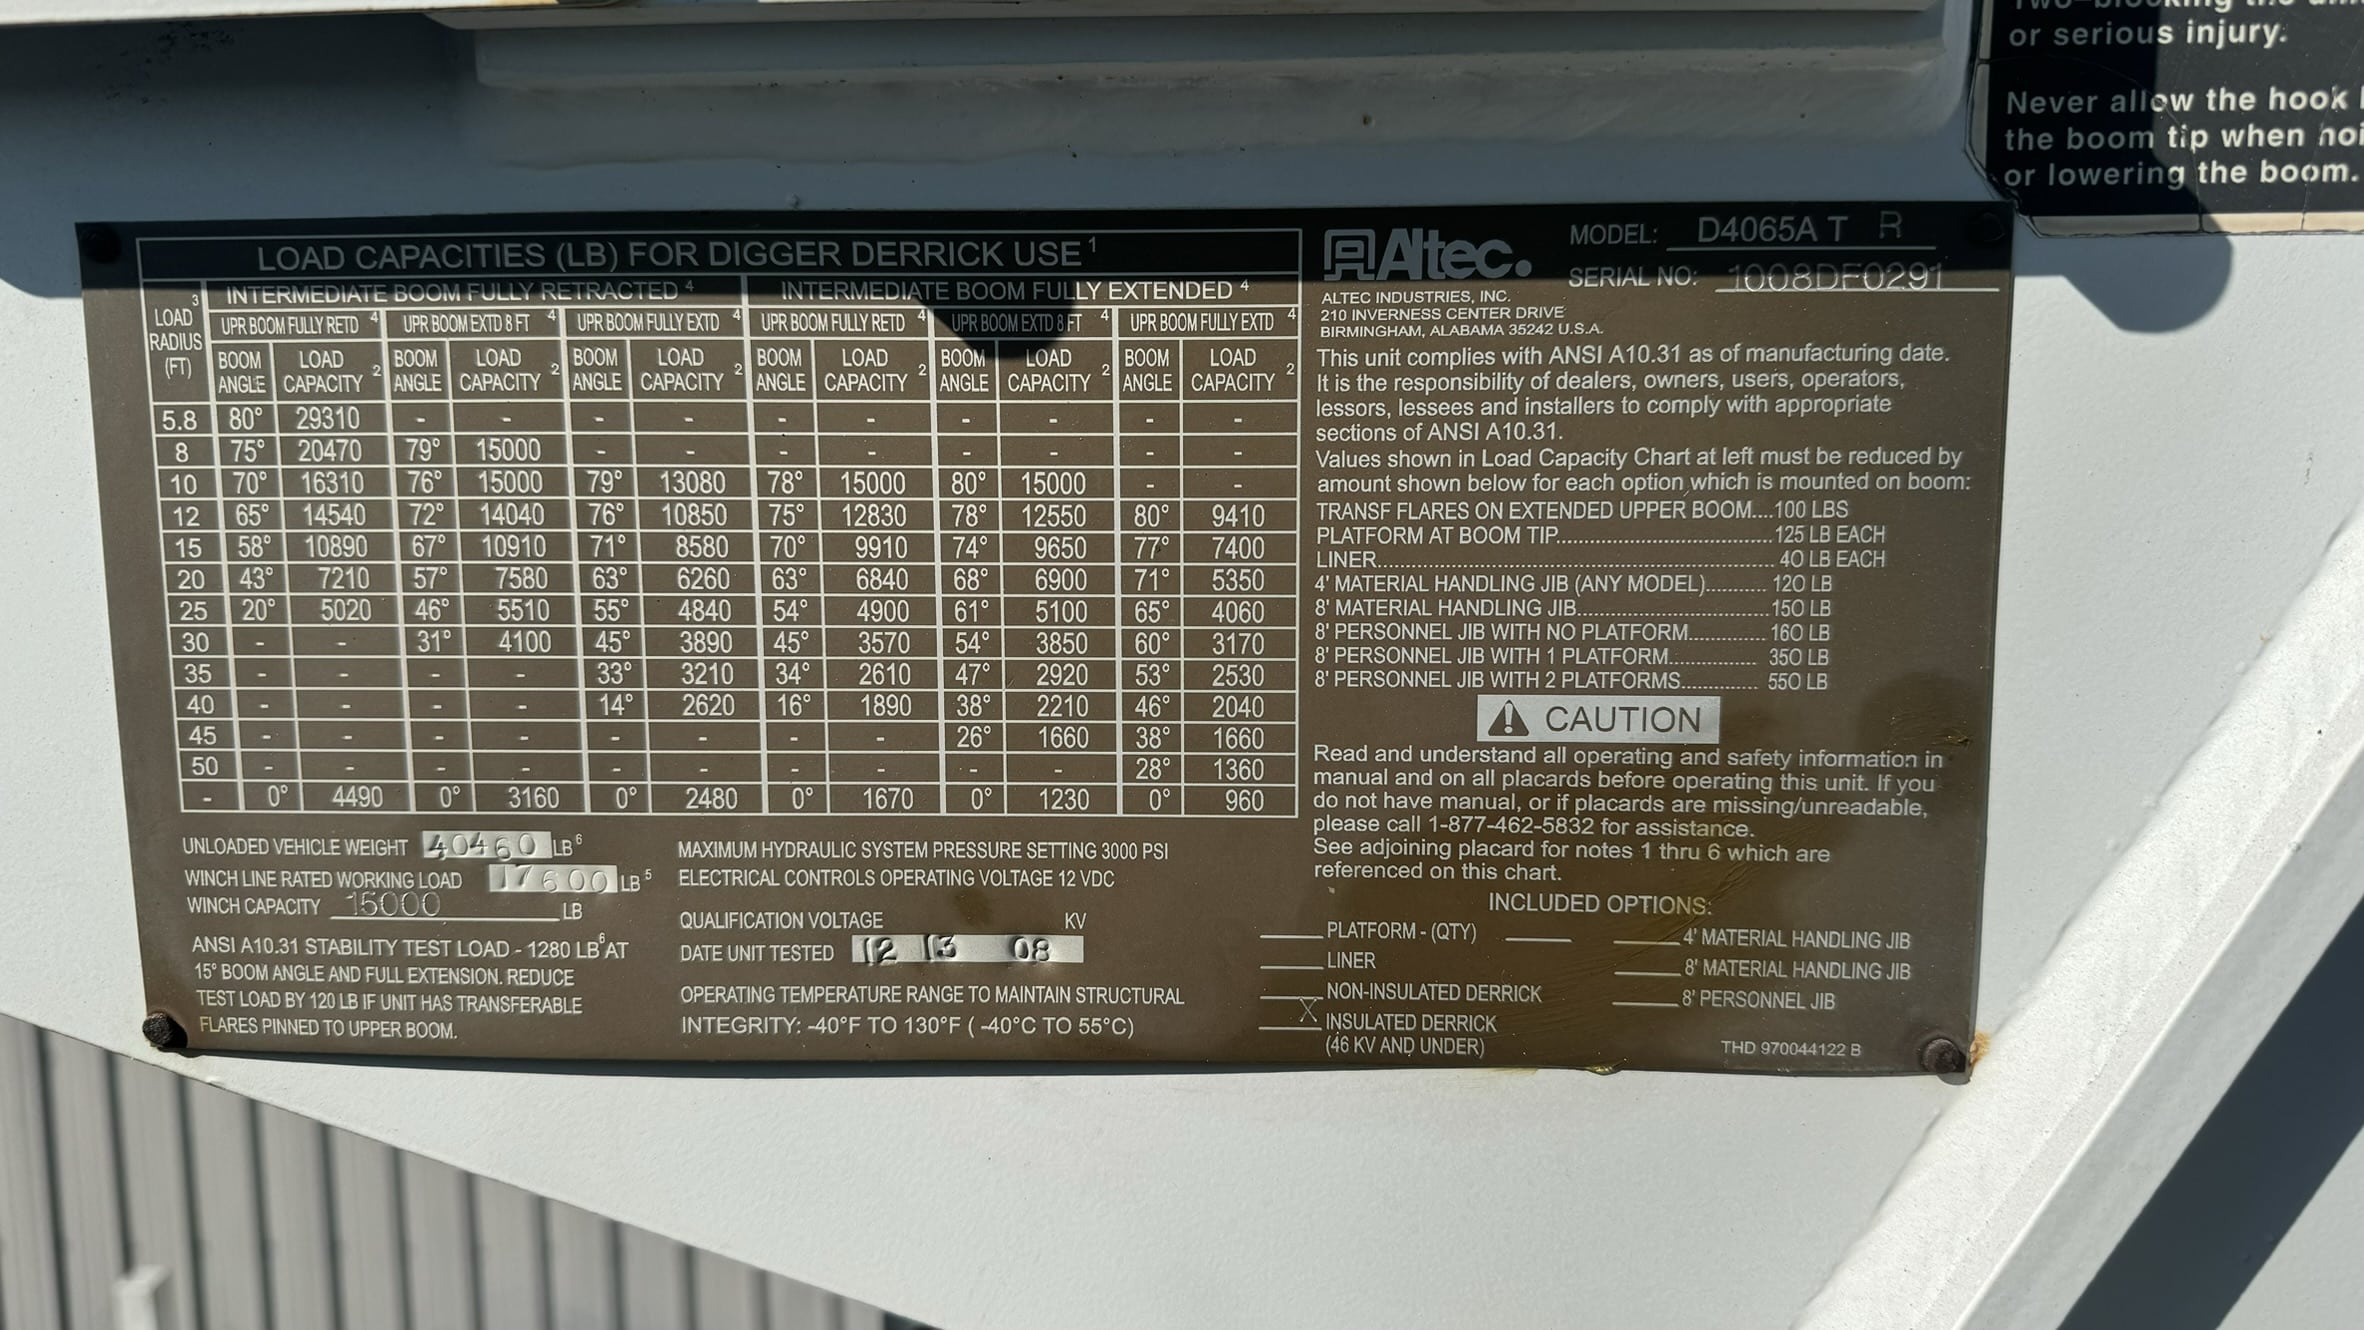 Two-blocking the
or serious injury.
Never allow the hook
the boom tip when
or lowering the boom.
LOAD CAPACITIES (LB) FOR DIGGER DERRICK USE 1
LOAD 3 RADIUS (FT)
INTERMEDIATE BOOM FULLY RETRACTED 4 INTERMEDIATE BOOM FULLY EXTENDED 4
UPR BOOM FULLY RETD 4 UPR BOOM EXTD 8 FT 4 UPR BOOM FULLY EXTD 4 UPR BOOM FULLY RETD 4 UPR BOOM EXTD 8 FT 4 UPR BOOM FULLY EXTD 4
BOOM ANGLE LOAD CAPACITY 2 BOOM ANGLE LOAD CAPACITY 2 BOOM ANGLE LOAD CAPACITY 2 BOOM ANGLE LOAD CAPACITY 2 BOOM ANGLE LOAD CAPACITY 2 BOOM ANGLE LOAD CAPACITY 2
5.8 80° 29310 - - - - - - - - - -
8 75° 20470 79° 15000 - - - - - - - -
10 70° 16310 76° 15000 79° 13080 78° 15000 80° 15000 - -
12 65° 14540 72° 14040 76° 10850 75° 12830 78° 12550 80° 9410
15 58° 10890 67° 10910 71° 8580 70° 9910 74° 9650 77° 7400
20 43° 7210 57° 7580 63° 6260 63° 6840 68° 6900 71° 5350
25 20° 5020 46° 5510 55° 4840 54° 4900 61° 5100 65° 4060
30 - - 31° 4100 45° 3890 45° 3570 54° 3850 60° 3170
35 - - - - 33° 3210 34° 2610 47° 2920 53° 2530
40 - - - - 14° 2620 16° 1890 38° 2210 46° 2040
45 - - - - - - - - 26° 1660 38° 1660
50 - - - - - - - - - - 28° 1360
- 0° 4490 0° 3160 0° 2480 0° 1670 0° 1230 0° 960
UNLOADED VEHICLE WEIGHT 40460 LB 6
WINCH LINE RATED WORKING LOAD 17600 LB 5
WINCH CAPACITY 15000 LB
ANSI A10.31 STABILITY TEST LOAD - 1280 LB 6 AT
15° BOOM ANGLE AND FULL EXTENSION. REDUCE
TEST LOAD BY 120 LB IF UNIT HAS TRANSFERABLE
FLARES PINNED TO UPPER BOOM.
MAXIMUM HYDRAULIC SYSTEM PRESSURE SETTING 3000 PSI
ELECTRICAL CONTROLS OPERATING VOLTAGE 12 VDC
QUALIFICATION VOLTAGE KV
DATE UNIT TESTED 12 13 08
OPERATING TEMPERATURE RANGE TO MAINTAIN STRUCTURAL
INTEGRITY: -40°F TO 130°F ( -40°C TO 55°C)
Altec.
MODEL: D4065A T R
SERIAL NO: 1008DF0291
ALTEC INDUSTRIES, INC.
210 INVERNESS CENTER DRIVE
BIRMINGHAM, ALABAMA 35242 U.S.A.
This unit complies with ANSI A10.31 as of manufacturing date.
It is the responsibility of dealers, owners, users, operators,
lessors, lessees and installers to comply with appropriate
sections of ANSI A10.31.
Values shown in Load Capacity Chart at left must be reduced by
amount shown below for each option which is mounted on boom:
TRANSF FLARES ON EXTENDED UPPER BOOM....100 LBS
PLATFORM AT BOOM TIP........................................125 LB EACH
LINER........................................................................ 40 LB EACH
4' MATERIAL HANDLING JIB (ANY MODEL)........... 120 LB
8' MATERIAL HANDLING JIB...................................150 LB
8' PERSONNEL JIB WITH NO PLATFORM.............. 160 LB
8' PERSONNEL JIB WITH 1 PLATFORM................ 350 LB
8' PERSONNEL JIB WITH 2 PLATFORMS.............. 550 LB
CAUTION
Read and understand all operating and safety information in
manual and on all placards before operating this unit. If you
do not have manual, or if placards are missing/unreadable,
please call 1-877-462-5832 for assistance.
See adjoining placard for notes 1 thru 6 which are
referenced on this chart.
INCLUDED OPTIONS:
PLATFORM - (QTY) 4' MATERIAL HANDLING JIB
LINER 8' MATERIAL HANDLING JIB
NON-INSULATED DERRICK 8' PERSONNEL JIB
X INSULATED DERRICK
(46 KV AND UNDER)
THD 970044122 B